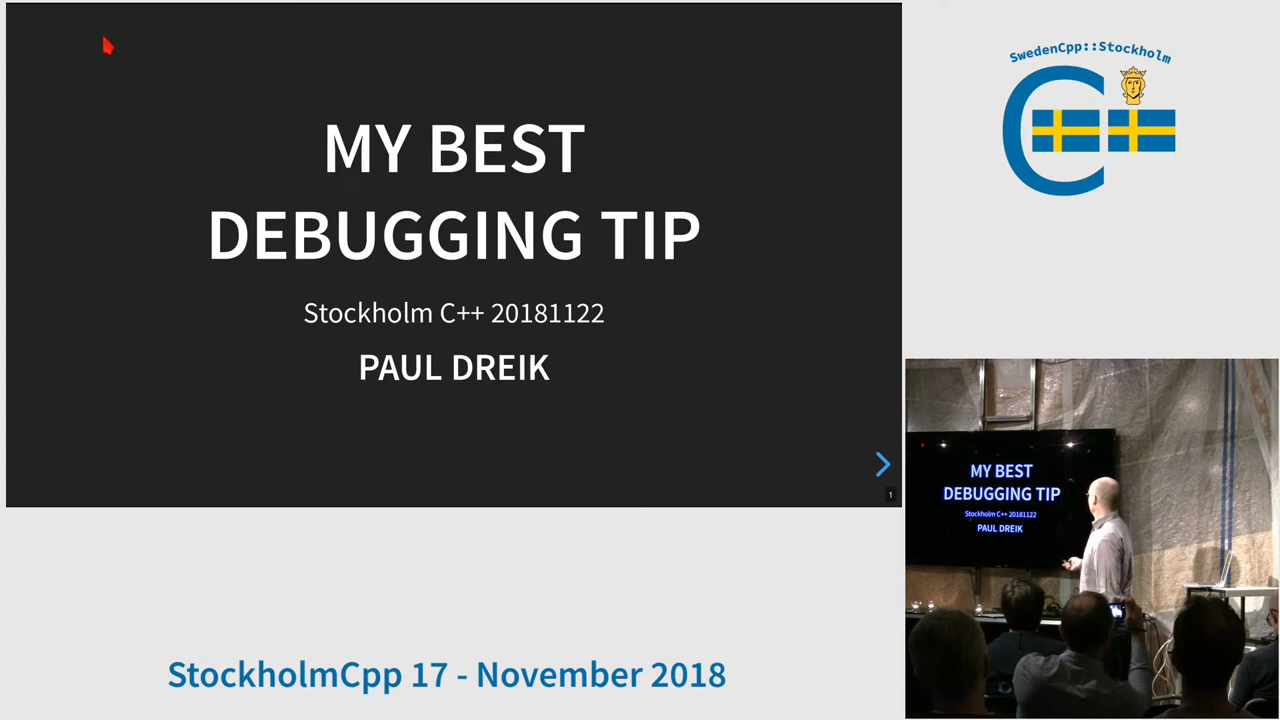 MY BEST
DEBUGGING TIP
Stockholm C++ 20181122
PAUL DREIK
1
SwedenCpp::Stockholm
C
MY BEST
DEBUGGING TIP
Stockholm C++ 20181122
PAUL DREIK
StockholmCpp 17 - November 2018